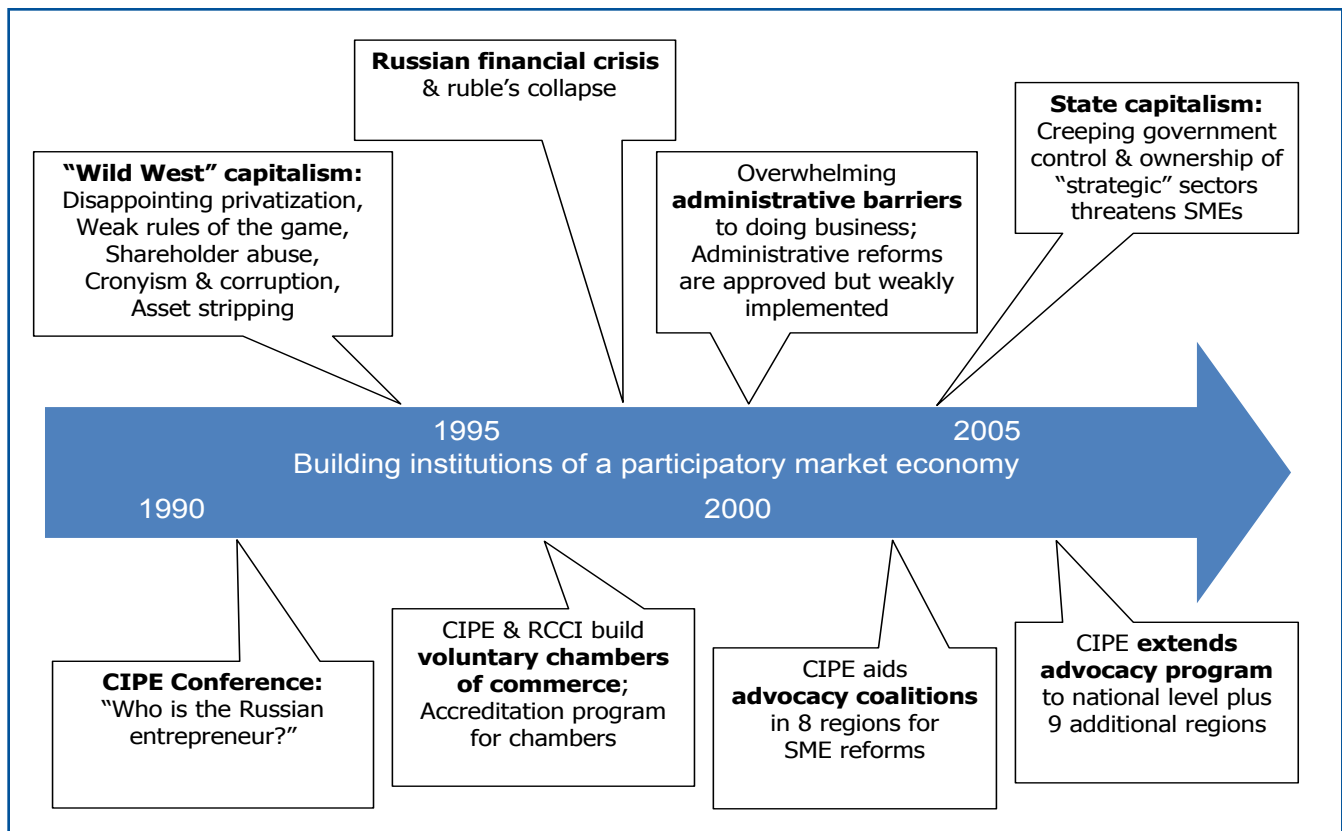 Russian financial crisis
& ruble’s collapse
State capitalism:
Creeping government
control & ownership of
“strategic” sectors
threatens SMEs
“Wild West” capitalism:
Disappointing privatization,
Weak rules of the game,
Shareholder abuse,
Cronyism & corruption,
Asset stripping
Overwhelming
administrative barriers
to doing business;
Administrative reforms
are approved but weakly
implemented
1995
2005
Building institutions of a participatory market economy
1990
2000
CIPE Conference:
“Who is the Russian
entrepreneur?”
CIPE & RCCI build
voluntary chambers
of commerce;
Accreditation program
for chambers
CIPE aids
advocacy coalitions
in 8 regions for
SME reforms
CIPE extends
advocacy program
to national level plus
9 additional regions